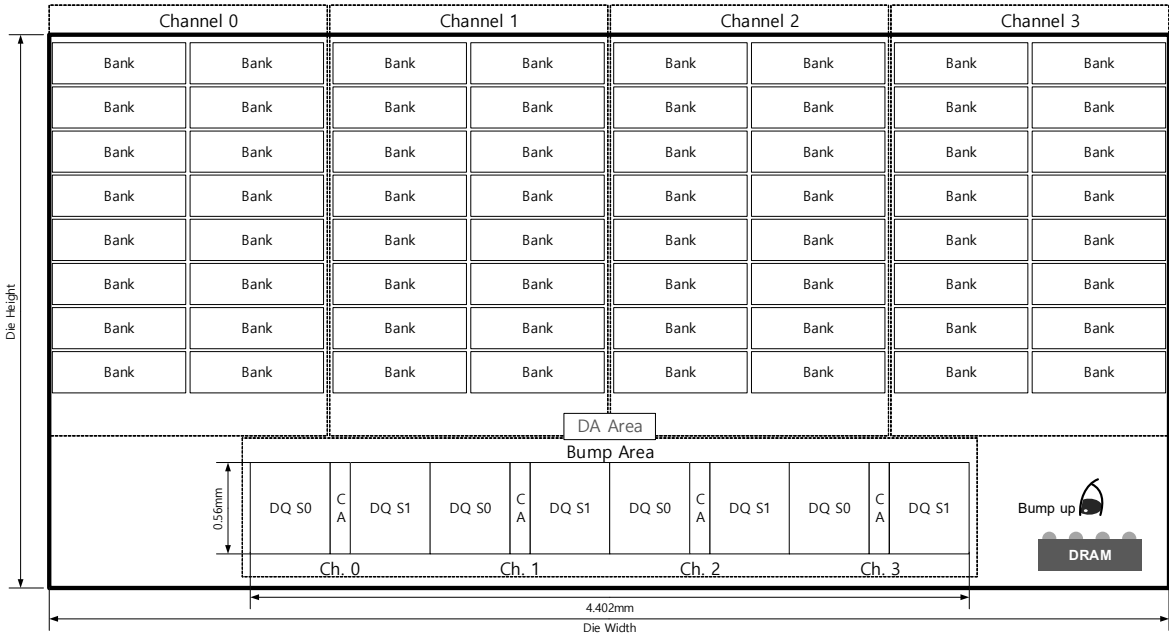 Channel 0 Channel 1 Channel 2 Channel 3
Bank Bank Bank Bank Bank Bank Bank Bank
Bank Bank Bank Bank Bank Bank Bank Bank
Bank Bank Bank Bank Bank Bank Bank Bank
Bank Bank Bank Bank Bank Bank Bank Bank
Bank Bank Bank Bank Bank Bank Bank Bank
Bank Bank Bank Bank Bank Bank Bank Bank
Bank Bank Bank Bank Bank Bank Bank Bank
Bank Bank Bank Bank Bank Bank Bank Bank
Die Height
DA Area
Bump Area
0.56mm
DQ S0 CA DQ S1 DQ S0 CA DQ S1 DQ S0 CA DQ S1 DQ S0 CA DQ S1
Bump up
DRAM
Ch. 0 Ch. 1 Ch. 2 Ch. 3
4.402mm
Die Width